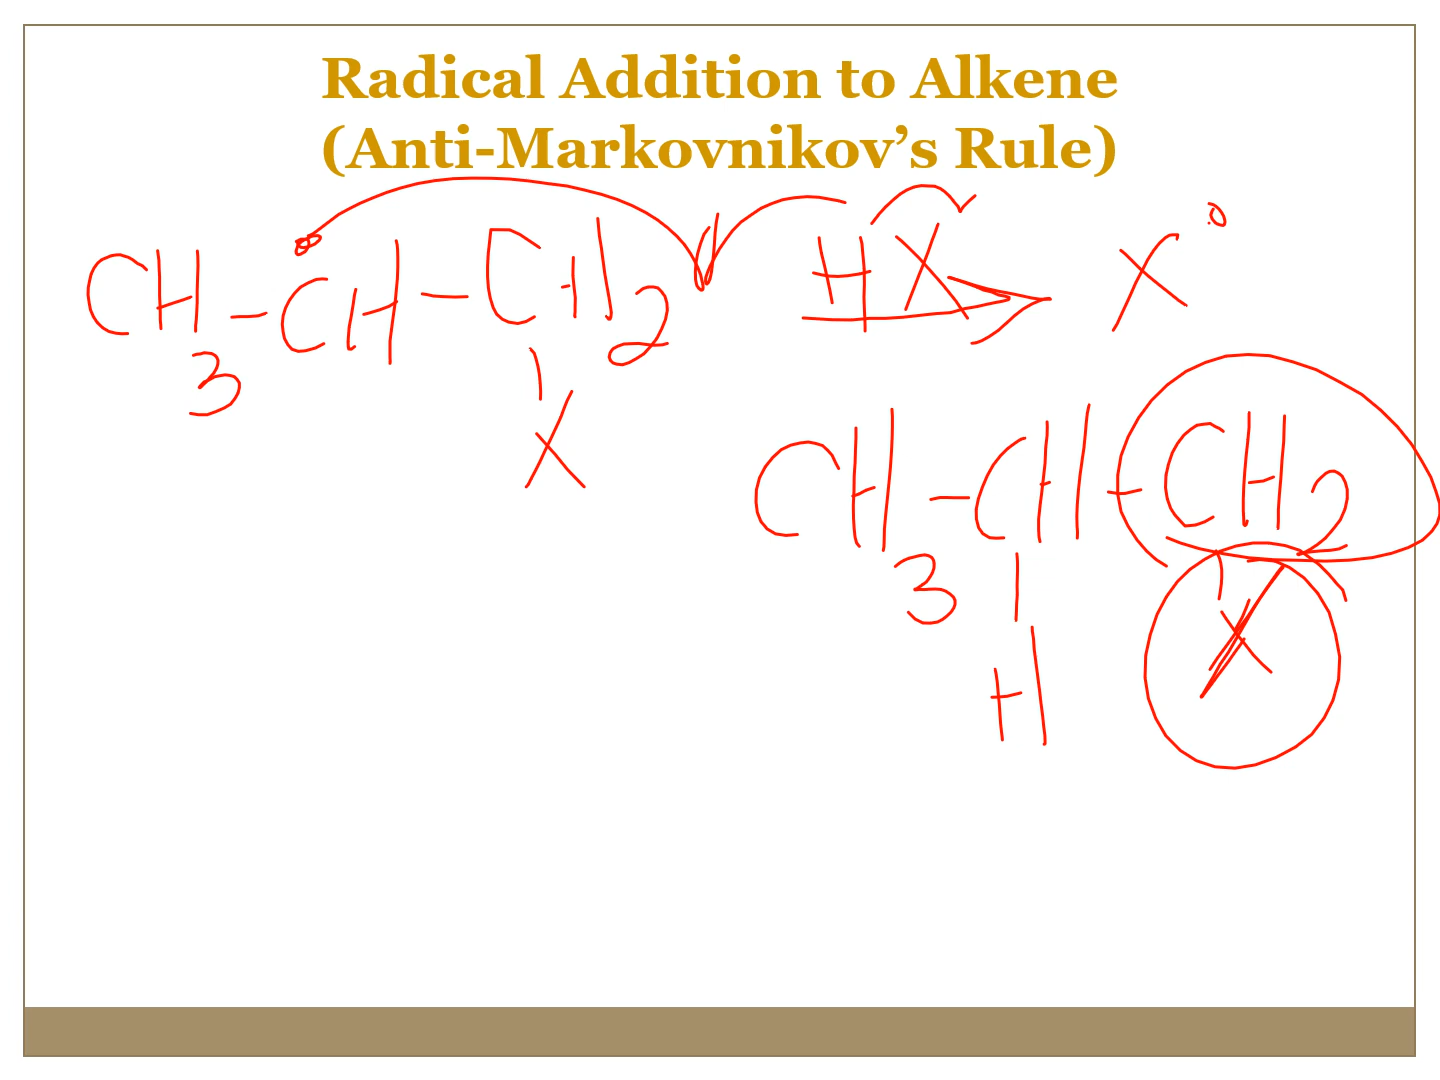 Radical Addition to Alkene
(Anti-Markovnikov’s Rule)
CH3-CH-CH2 HX X
X
CH3-CH-CH2
H X